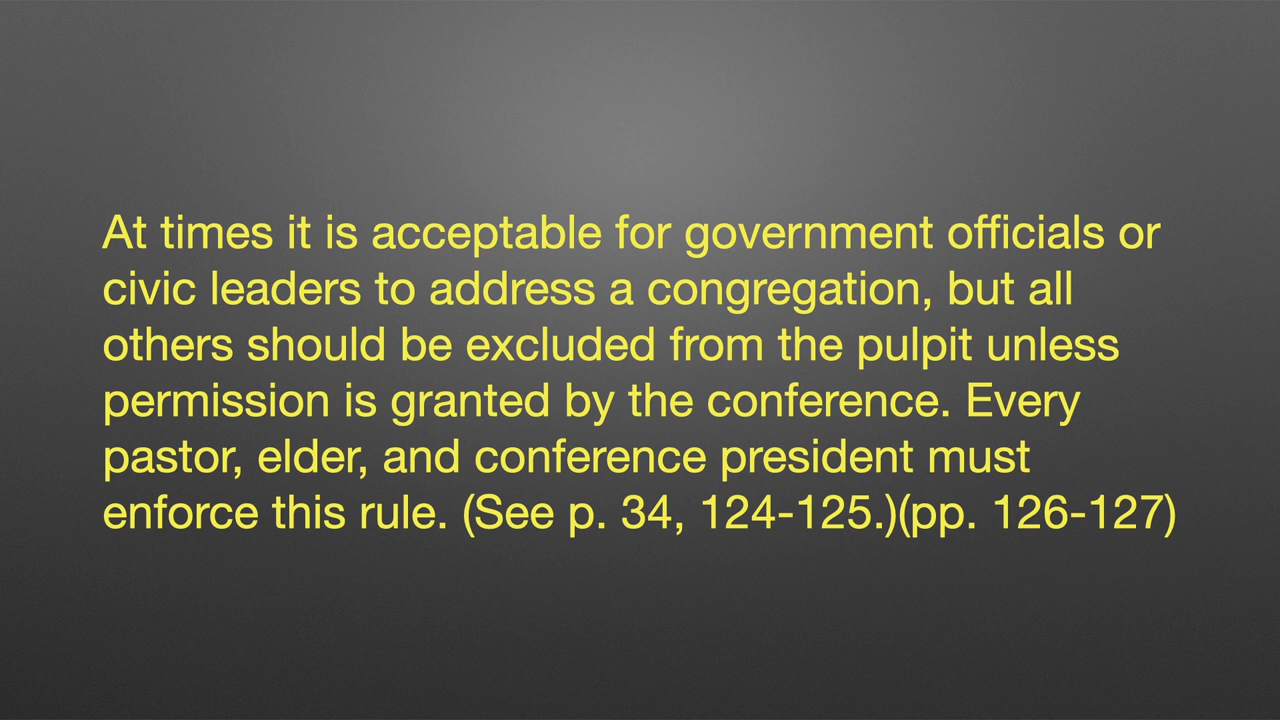 At times it is acceptable for government officials or
civic leaders to address a congregation, but all
others should be excluded from the pulpit unless
permission is granted by the conference. Every
pastor, elder, and conference president must
enforce this rule. (See p. 34, 124-125.)(pp. 126-127)